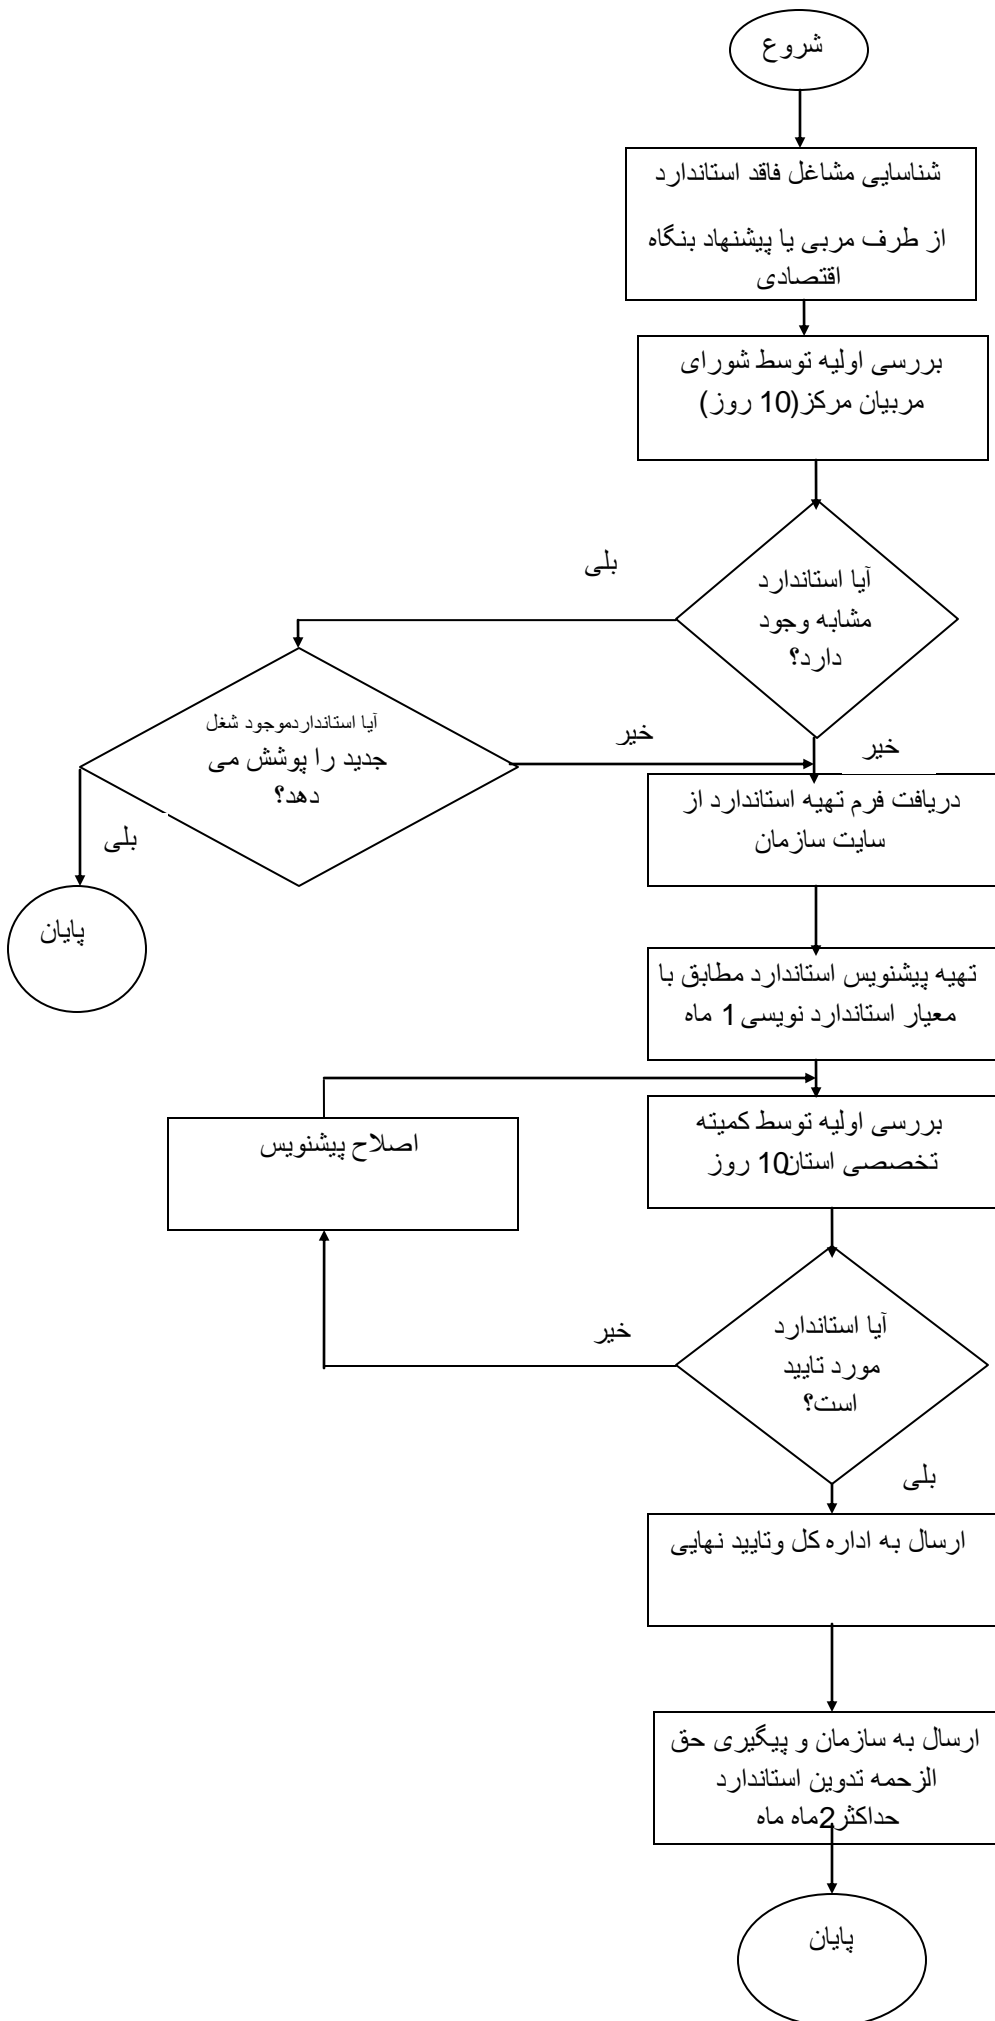 شروع
شناسایی مشاغل فاقد استاندارد
از طرف مربی یا پیشنهاد بنگاه
اقتصادی
بررسی اولیه توسط شورای
مربیان مرکز(10 روز)
آیا استاندارد
مشابه وجود
دارد؟
بلی
خیر
آیا استانداردموجود شغل
جدید را پوشش می
دهد؟
خیر
بلی
پایان
دریافت فرم تهیه استاندارد از
سایت سازمان
تهیه پیشنویس استاندارد مطابق با
معیار استاندارد نویسی 1 ماه
بررسی اولیه توسط کمیته
تخصصی استان10 روز
اصلاح پیشنویس
آیا استاندارد
مورد تایید
است؟
خیر
بلی
ارسال به اداره کل وتایید نهایی
ارسال به سازمان و پیگیری حق
الزحمه تدوین استاندارد
حداکثر2ماه ماه
پایان